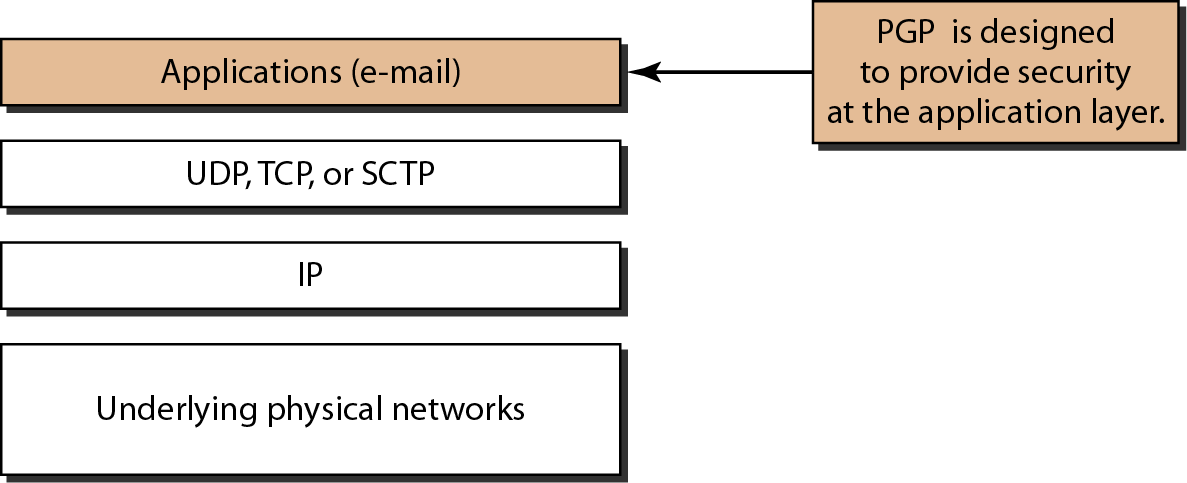 Applications (e-mail)
PGP is designed
to provide security
at the application layer.
UDP, TCP, or SCTP
IP
Underlying physical networks